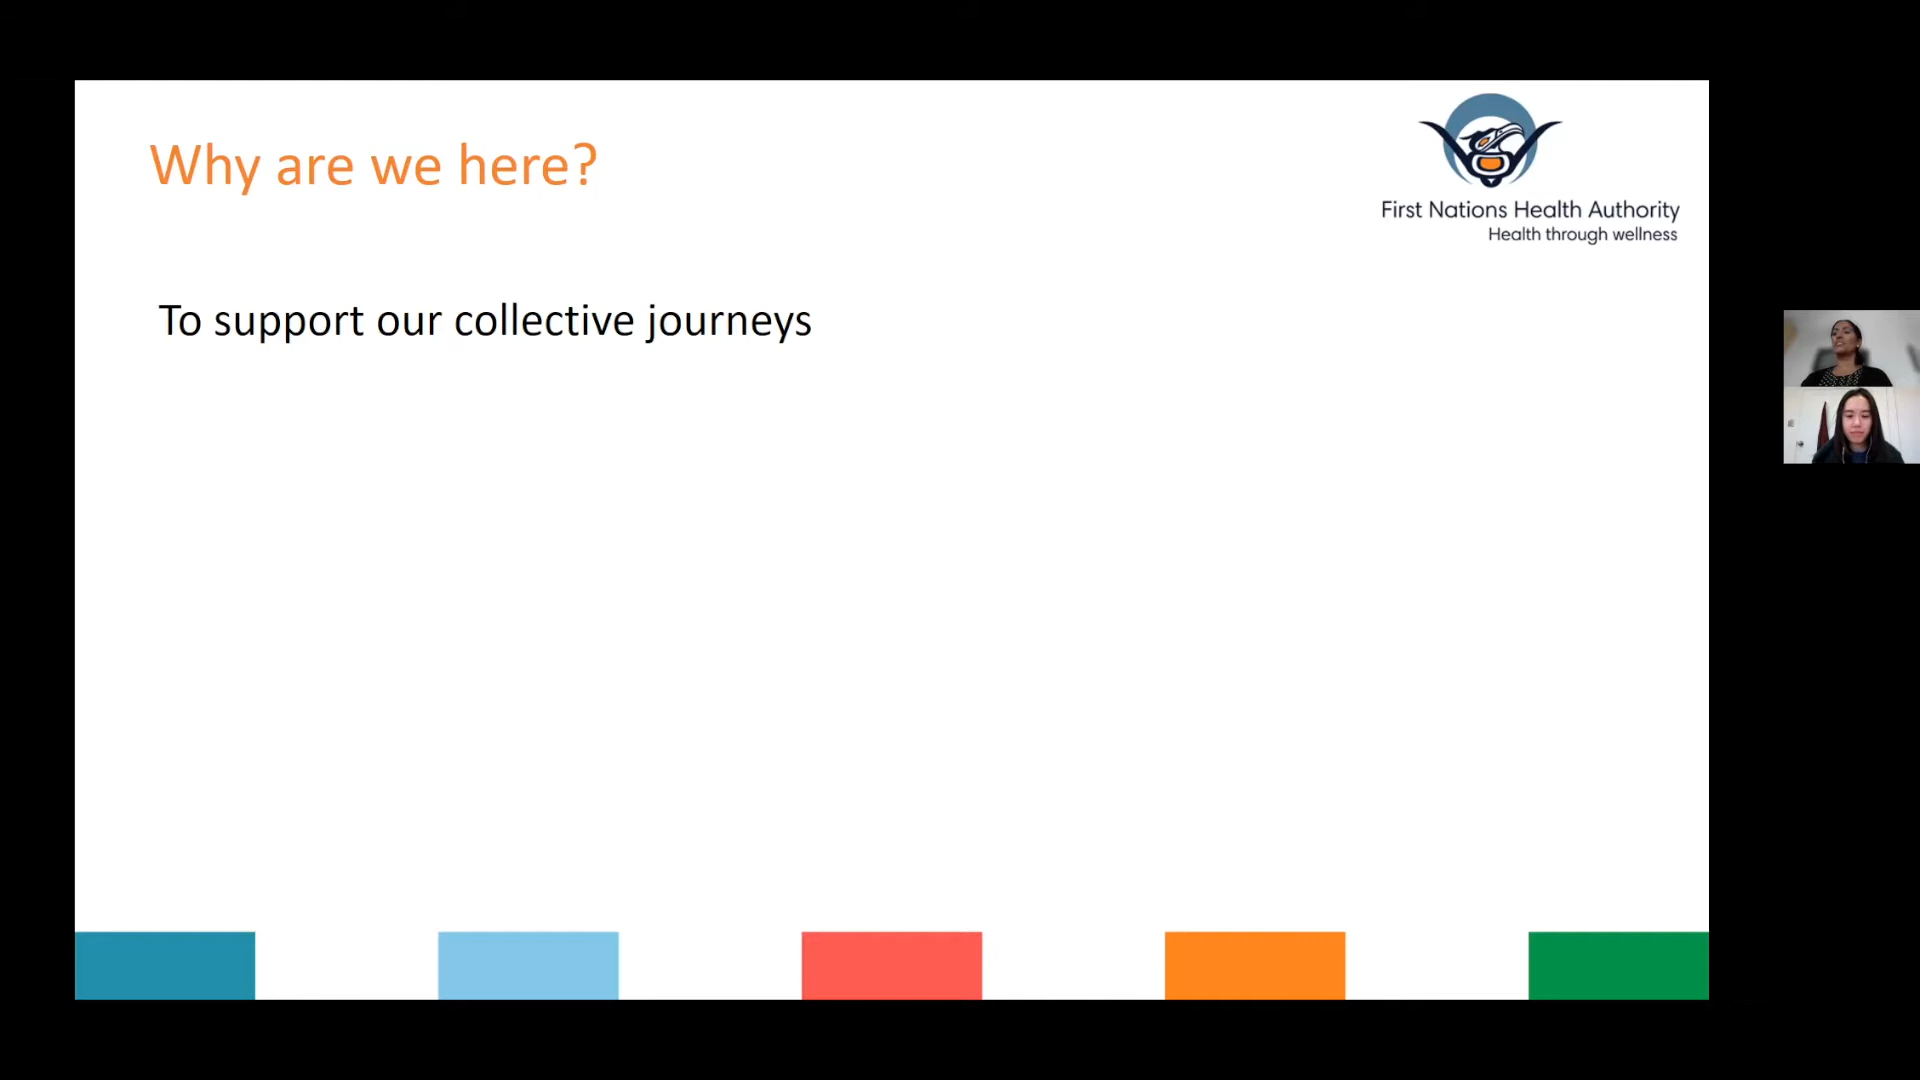 Why are we here?
First Nations Health Authority
Health through wellness
To support our collective journeys